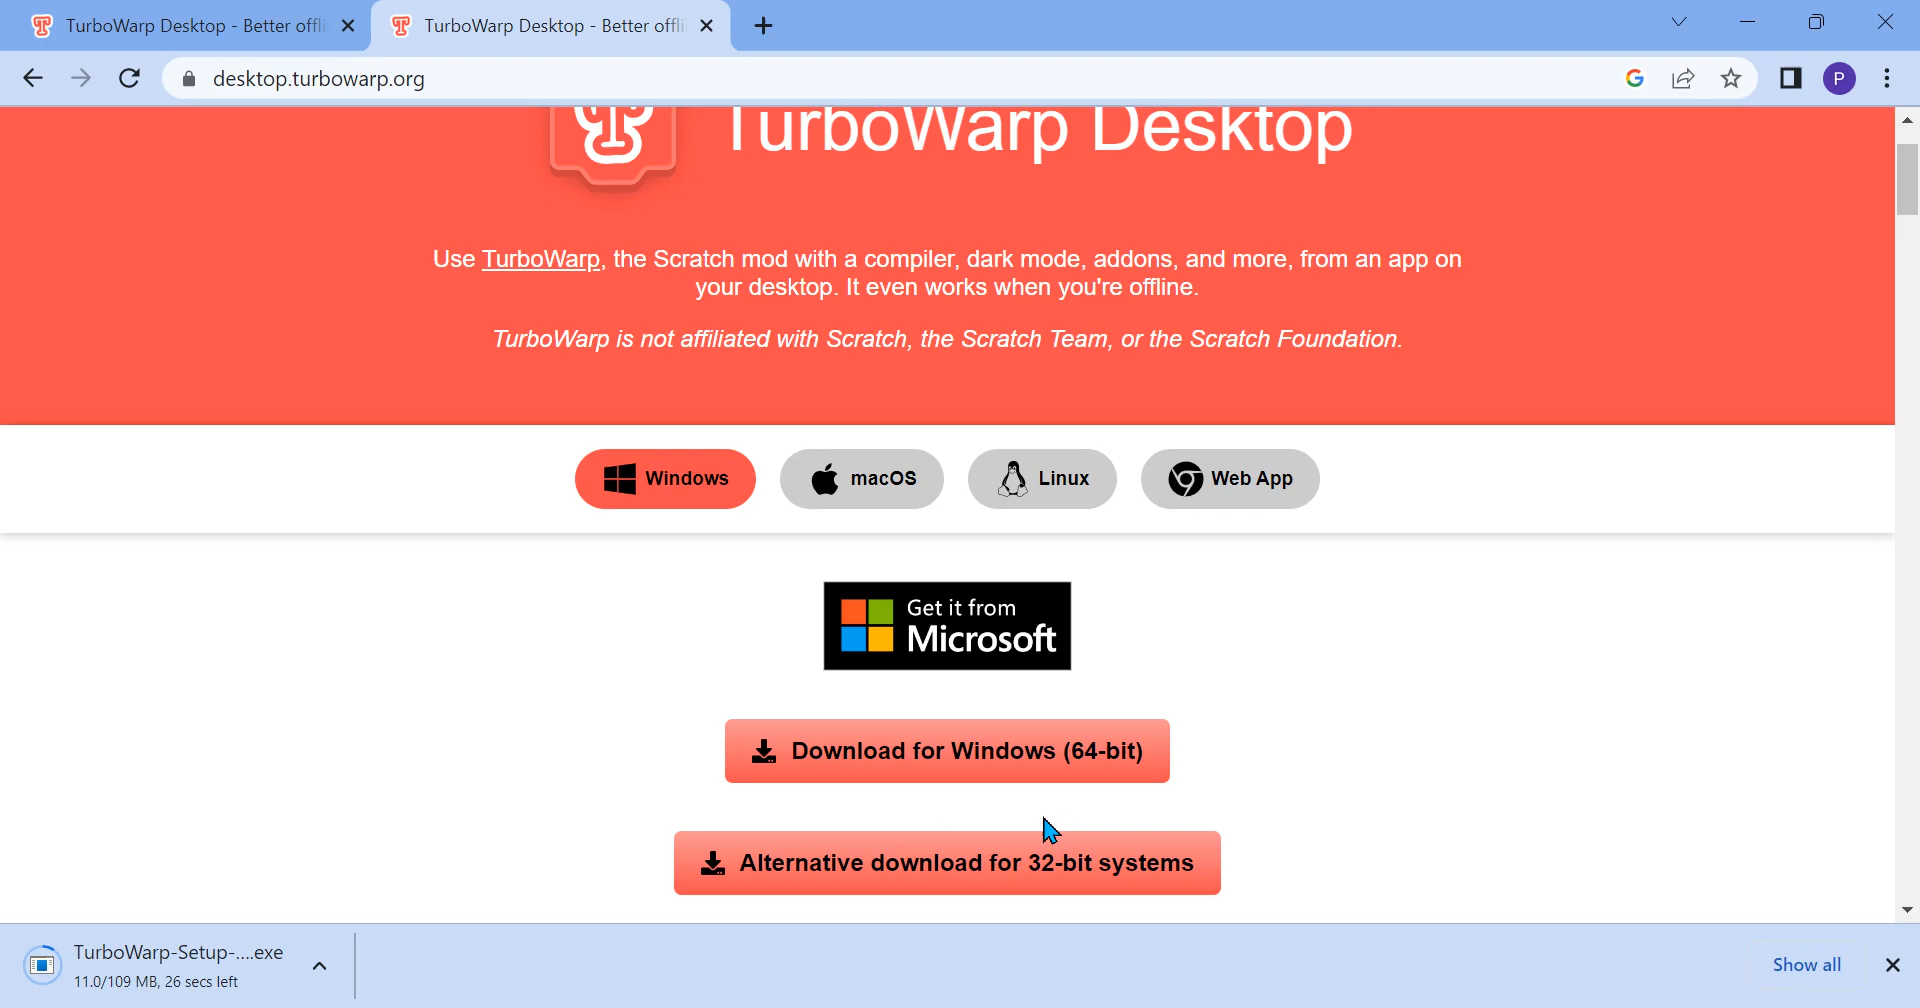 TurboWarp Desktop - Better offli
TurboWarp Desktop - Better offli
desktop.turbowarp.org
P
TurboWarp Desktop
Use TurboWarp, the Scratch mod with a compiler, dark mode, addons, and more, from an app on
your desktop. It even works when you're offline.
TurboWarp is not affiliated with Scratch, the Scratch Team, or the Scratch Foundation.
Windows
macOS
Linux
Web App
Get it from
Microsoft
Download for Windows (64-bit)
Alternative download for 32-bit systems
TurboWarp-Setup-....exe
11.0/109 MB, 26 secs left
Show all